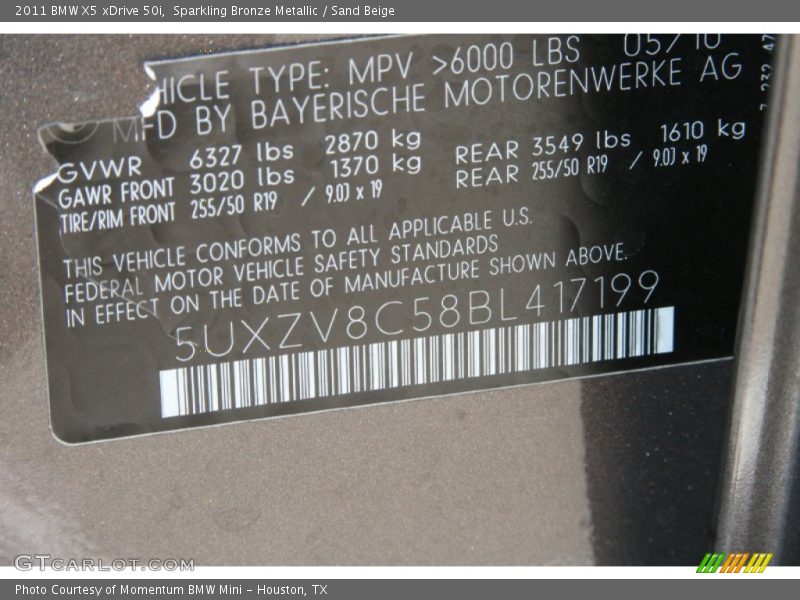 2011 BMW X5 xDrive 50i, Sparkling Bronze Metallic / Sand Beige
HICLE TYPE: MPV >6000 LBS 05/10
MFD BY BAYERISCHE MOTORENWERKE AG
GVWR 6327 lbs 2870 kg
GAWR FRONT 3020 lbs 1370 kg REAR 3549 lbs 1610 kg
TIRE/RIM FRONT 255/50 R19 / 9.0J x 19 REAR 255/50 R19 / 9.0J x 19
THIS VEHICLE CONFORMS TO ALL APPLICABLE U.S.
FEDERAL MOTOR VEHICLE SAFETY STANDARDS
IN EFFECT ON THE DATE OF MANUFACTURE SHOWN ABOVE.
5UXZV8C58BL417199
GTCARLOT.COM
Photo Courtesy of Momentum BMW Mini - Houston, TX